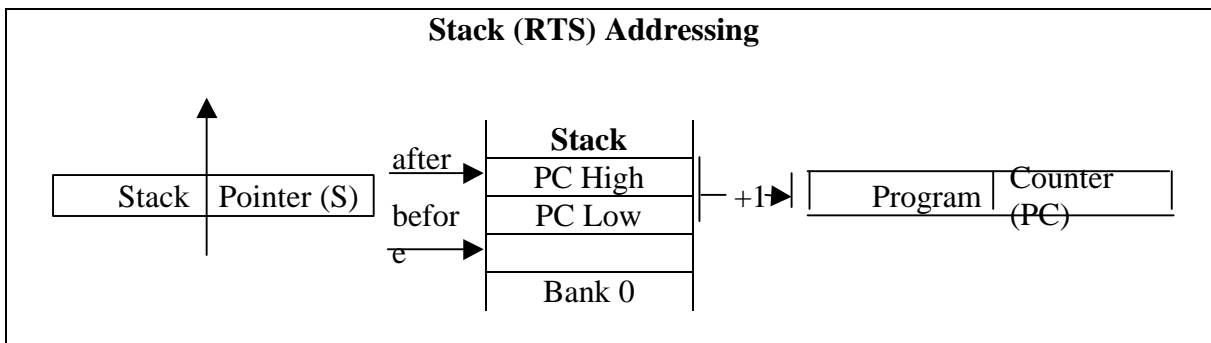 Stack (RTS) Addressing
Stack Pointer (S)
after
befor
e
Stack
PC High
PC Low
Bank 0
+1
Program
Counter
(PC)